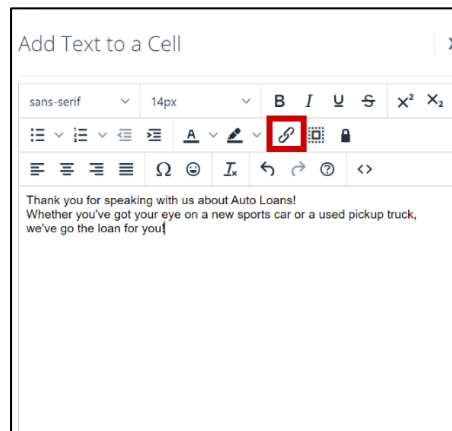 Add Text to a Cell
sans-serif 14px B I U S X² X₂
A
Ω Ix <>
Thank you for speaking with us about Auto Loans!
Whether you've got your eye on a new sports car or a used pickup truck,
we've go the loan for you!